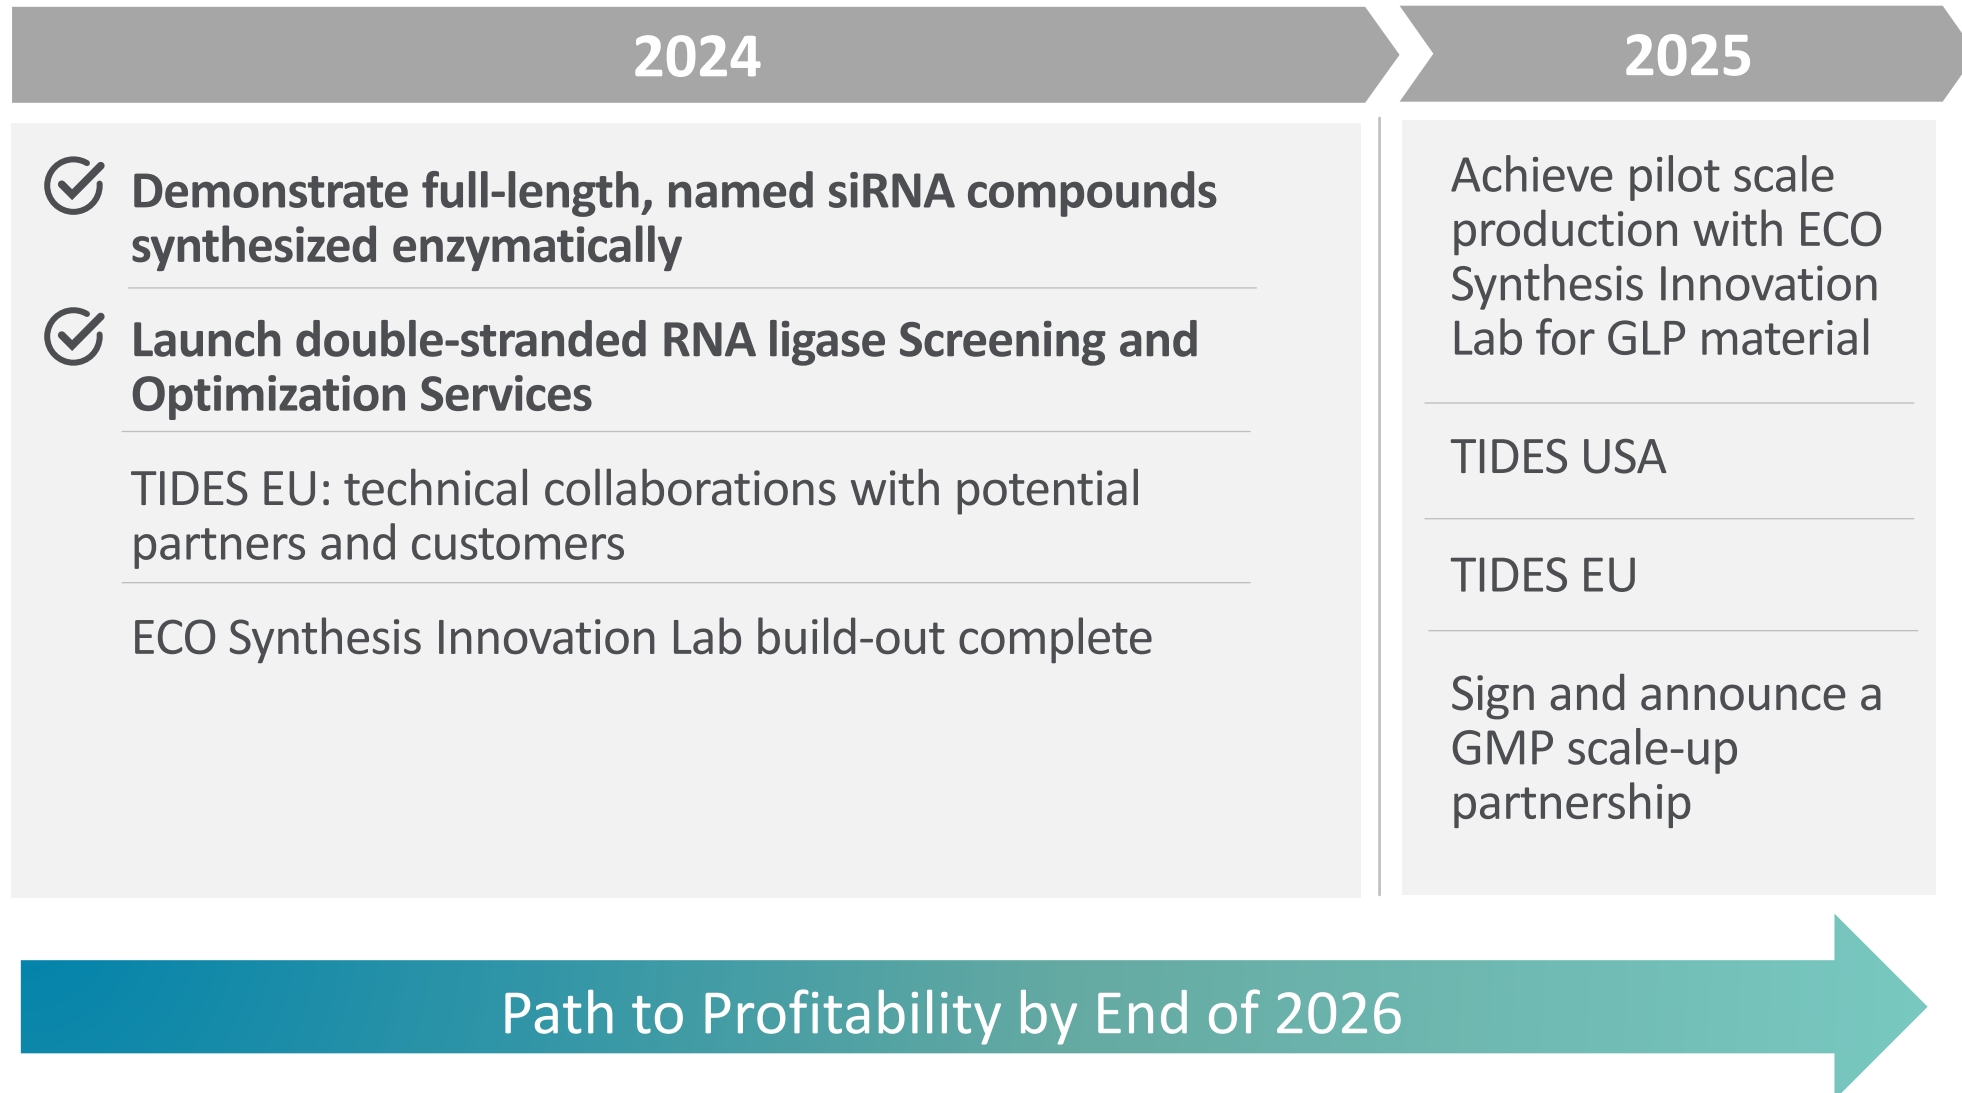 2024
Demonstrate full-length, named siRNA compounds
synthesized enzymatically
Launch double-stranded RNA ligase Screening and
Optimization Services
TIDES EU: technical collaborations with potential
partners and customers
ECO Synthesis Innovation Lab build-out complete
2025
Achieve pilot scale
production with ECO
Synthesis Innovation
Lab for GLP material
TIDES USA
TIDES EU
Sign and announce a
GMP scale-up
partnership
Path to Profitability by End of 2026